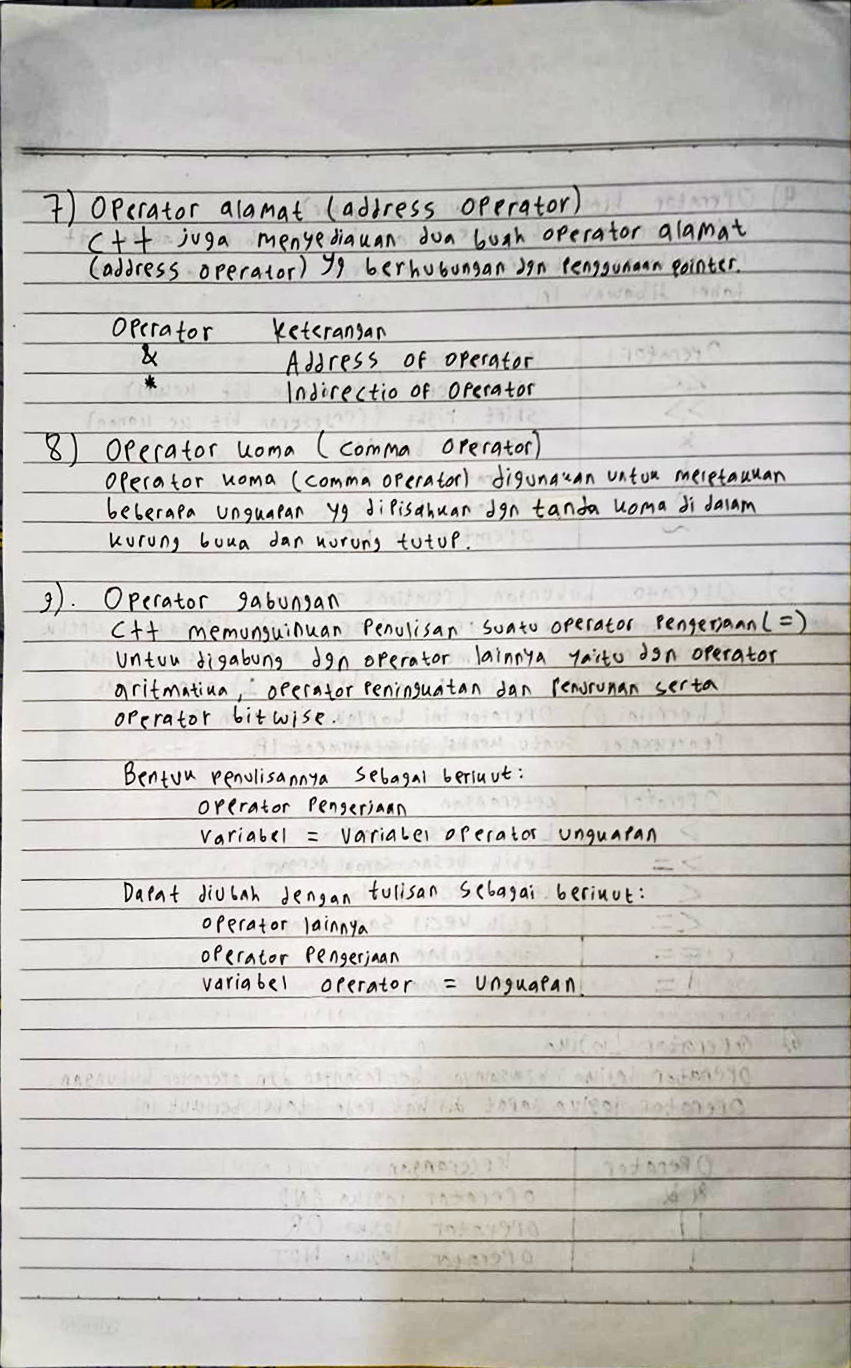 7) Operator alamat (address operator)
C++ juga menyediakan dua buah operator alamat
(address operator) yg berhubungan dgn penggunaan pointer.
Operator Keterangan
& Address of operator
* Indirectio of operator
8) Operator koma (comma operator)
Operator koma (comma operator) digunakan untuk meletakkan
beberapa ungkapan yg dipisahkan dgn tanda koma di dalam
kurung buka dan kurung tutup.
9). Operator gabungan
C++ memungkinkan penulisan suatu operator pengerjaan (=)
untuk digabung dgn operator lainnya yaitu dgn operator
aritmatika, operator peningkatan dan penurunan serta
operator bitwise.
Bentuk penulisannya sebagai berikut:
operator pengerjaan
variabel = variabel operator ungkapan
Dapat diubah dengan tulisan sebagai berikut:
operator lainnya
operator pengerjaan
variabel operator = ungkapan.